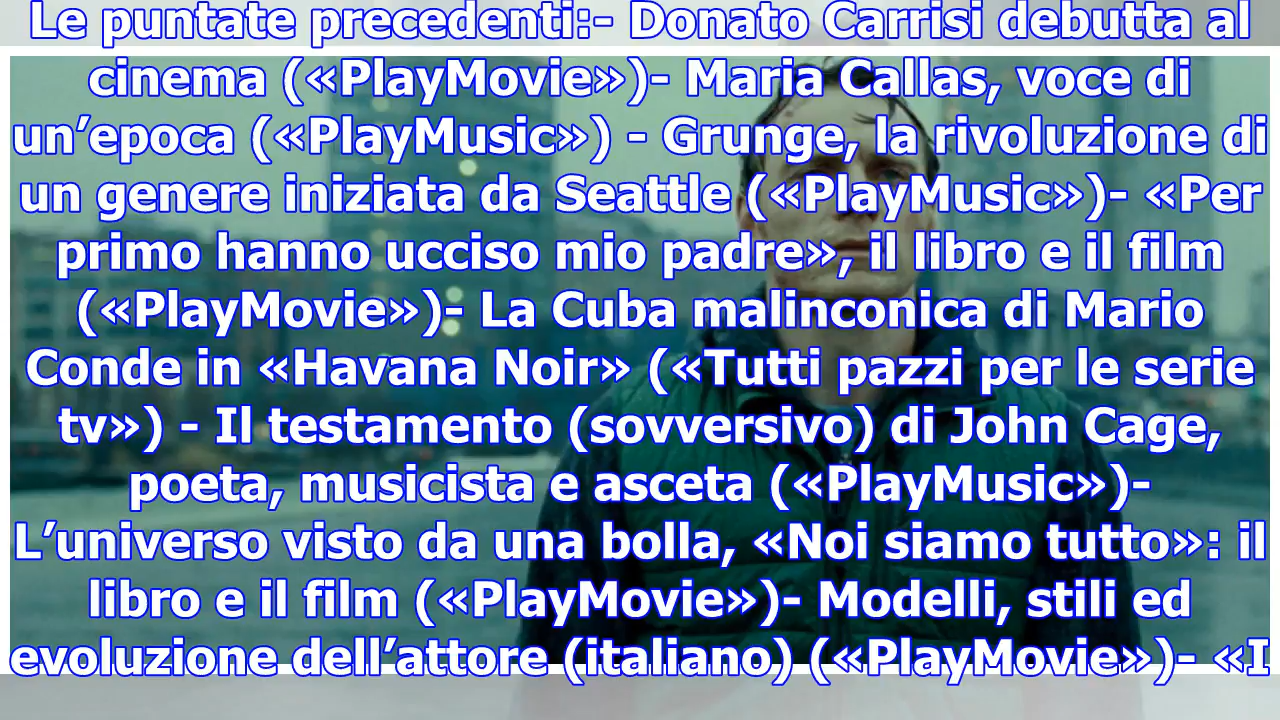 Le puntate precedenti:- Donato Carrisi debutta al
cinema («PlayMovie»)- Maria Callas, voce di
un’epoca («PlayMusic») - Grunge, la rivoluzione di
un genere iniziata da Seattle («PlayMusic»)- «Per
primo hanno ucciso mio padre», il libro e il film
(«PlayMovie»)- La Cuba malinconica di Mario
Conde in «Havana Noir» («Tutti pazzi per le serie
tv») - Il testamento (sovversivo) di John Cage,
poeta, musicista e asceta («PlayMusic»)-
L’universo visto da una bolla, «Noi siamo tutto»: il
libro e il film («PlayMovie»)- Modelli, stili ed
evoluzione dell’attore (italiano) («PlayMovie»)- «I